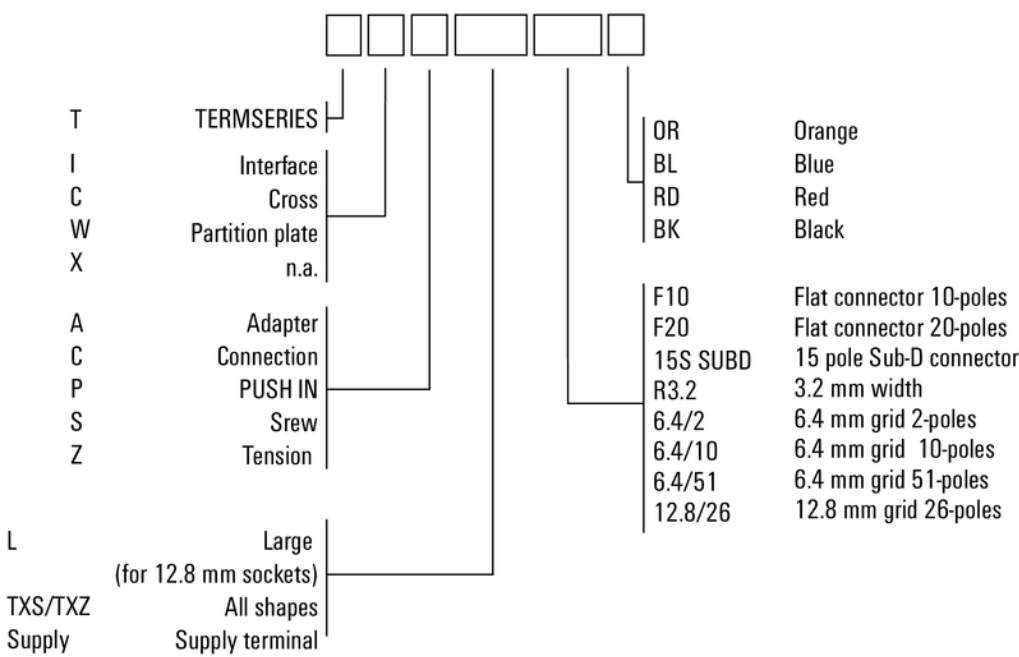 T TERMSERIES
I Interface
C Cross
W Partition plate
X n.a.
A Adapter
C Connection
P PUSH IN
S Srew
Z Tension
L Large
(for 12.8 mm sockets)
TXS/TXZ All shapes
Supply Supply terminal
OR Orange
BL Blue
RD Red
BK Black
F10 Flat connector 10-poles
F20 Flat connector 20-poles
15S SUBD 15 pole Sub-D connector
R3.2 3.2 mm width
6.4/2 6.4 mm grid 2-poles
6.4/10 6.4 mm grid 10-poles
6.4/51 6.4 mm grid 51-poles
12.8/26 12.8 mm grid 26-poles